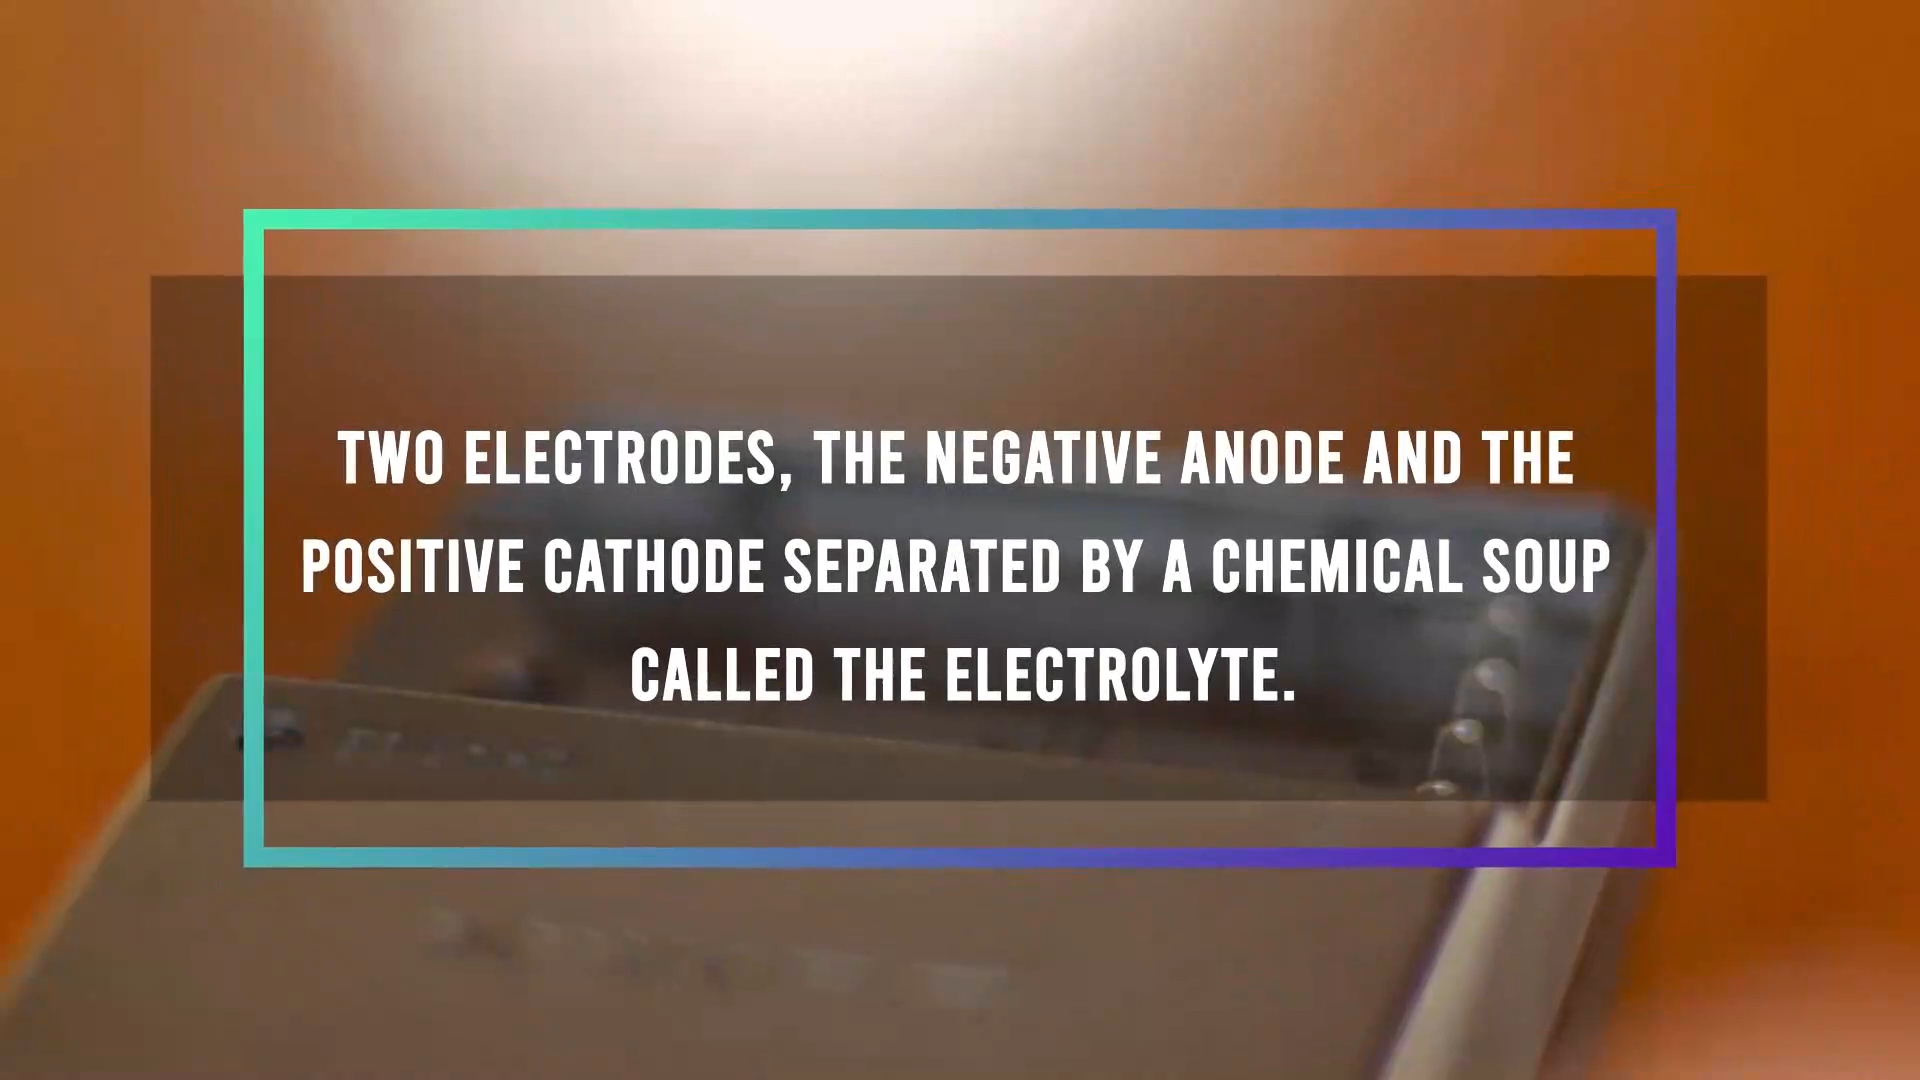 TWO ELECTRODES, THE NEGATIVE ANODE AND THE
POSITIVE CATHODE SEPARATED BY A CHEMICAL SOUP
CALLED THE ELECTROLYTE.